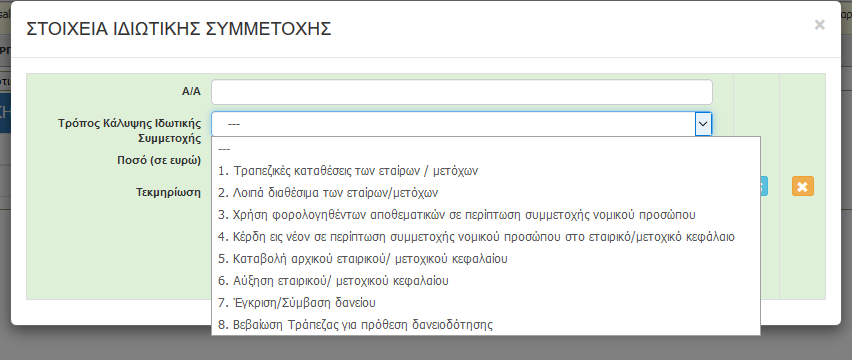 ΣΤΟΙΧΕΙΑ ΙΔΙΩΤΙΚΗΣ ΣΥΜΜΕΤΟΧΗΣ
×
Α/Α
Τρόπος Κάλυψης Ιδωτικής
Συμμετοχής
---
Ποσό (σε ευρώ)
Τεκμηρίωση
---
1. Τραπεζικές καταθέσεις των εταίρων / μετόχων
2. Λοιπά διαθέσιμα των εταίρων/μετόχων
3. Χρήση φορολογηθέντων αποθεματικών σε περίπτωση συμμετοχής νομικού προσώπου
4. Κέρδη εις νέον σε περίπτωση συμμετοχής νομικού προσώπου στο εταιρικό/μετοχικό κεφάλαιο
5. Καταβολή αρχικού εταιρικού/ μετοχικού κεφαλαίου
6. Αύξηση εταιρικού/ μετοχικού κεφαλαίου
7. Έγκριση/Σύμβαση δανείου
8. Βεβαίωση Τράπεζας για πρόθεση δανειοδότησης